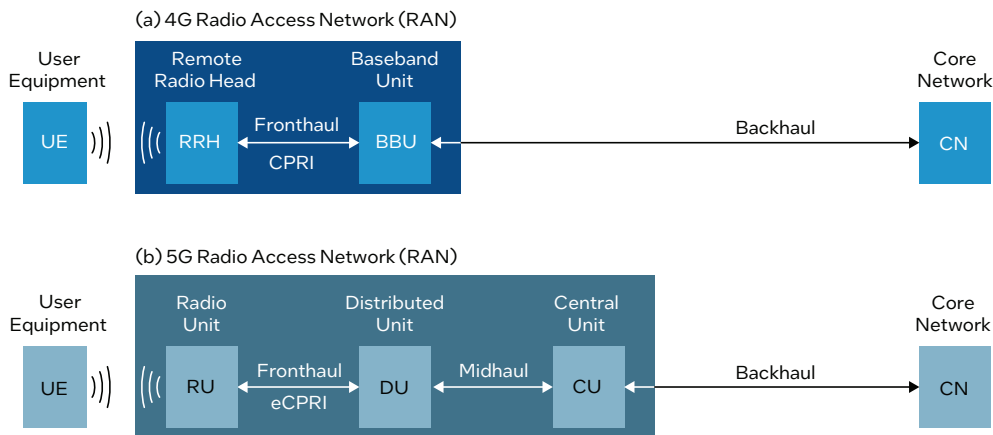 (a) 4G Radio Access Network (RAN)
User
Equipment
Remote
Radio Head
Baseband
Unit
Core
Network
UE
RRH
Fronthaul
CPRI
BBU
Backhaul
CN
(b) 5G Radio Access Network (RAN)
User
Equipment
Radio
Unit
Distributed
Unit
Central
Unit
Core
Network
UE
RU
Fronthaul
eCPRI
DU
Midhaul
CU
Backhaul
CN